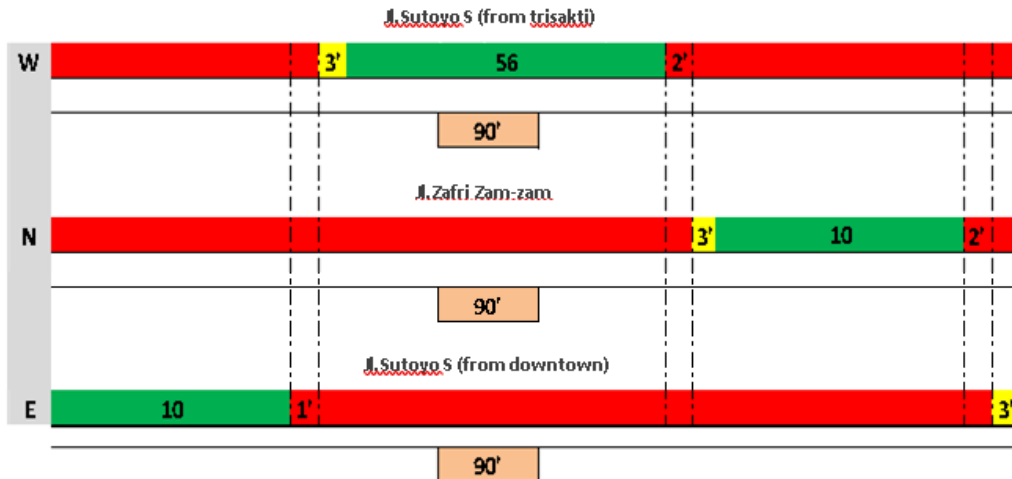 Jl.Sutoyo S (from trisakti)
W 3' 56 2'
90'
Jl.Zafri Zam-zam
N 3' 10 2'
90'
Jl.Sutoyo S (from downtown)
E 10 1' 3'
90'